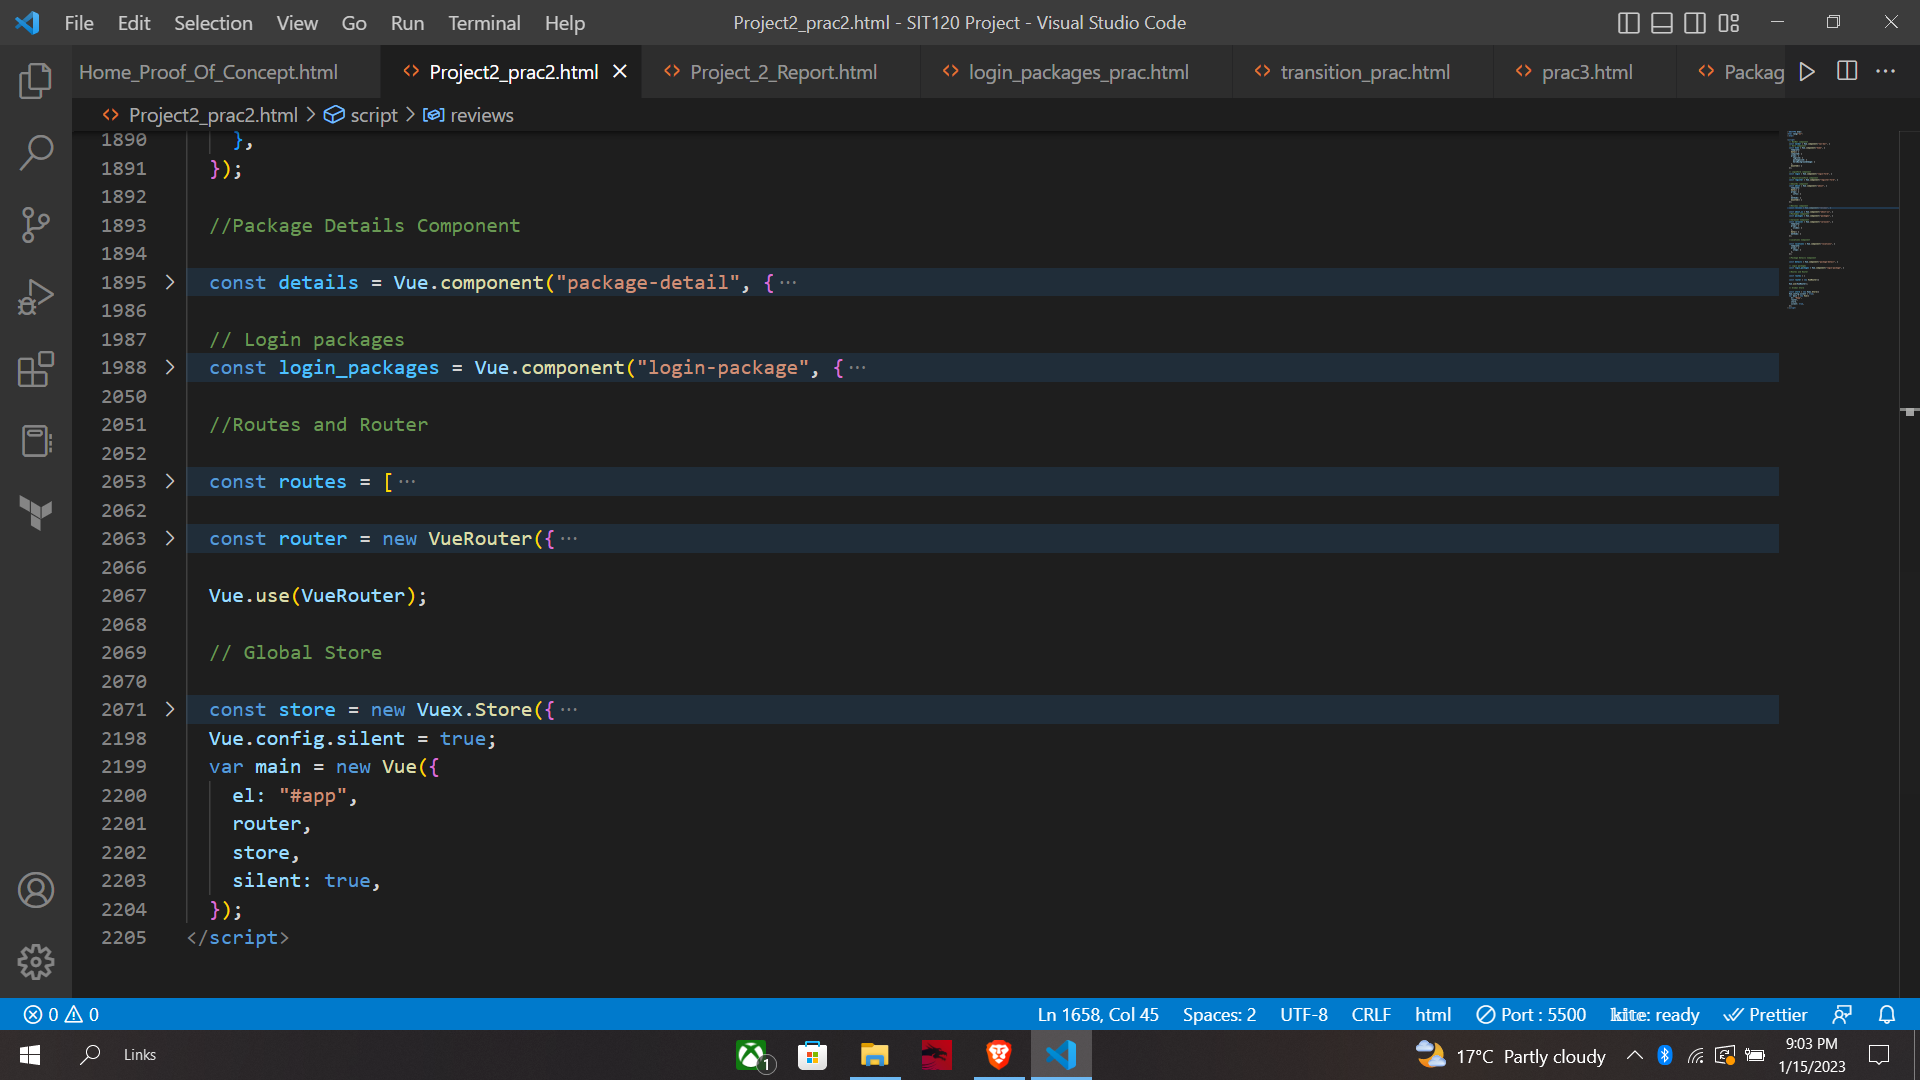 File Edit Selection View Go Run Terminal Help
Project2_prac2.html - SIT120 Project - Visual Studio Code
Home_Proof_Of_Concept.html
<> Project2_prac2.html
<> Project_2_Report.html
<> login_packages_prac.html
<> transition_prac.html
<> prac3.html
<> Packag
<> Project2_prac2.html > script > reviews
1890 },
1891 });
1892
1893 //Package Details Component
1894
1895 const details = Vue.component("package-detail", {···
1986
1987 // Login packages
1988 const login_packages = Vue.component("login-package", {···
2050
2051 //Routes and Router
2052
2053 const routes = [···
2062
2063 const router = new VueRouter({···
2066
2067 Vue.use(VueRouter);
2068
2069 // Global Store
2070
2071 const store = new Vuex.Store({···
2198 Vue.config.silent = true;
2199 var main = new Vue({
2200 el: "#app",
2201 router,
2202 store,
2203 silent: true,
2204 });
2205 </script>
0 0 Ln 1658, Col 45 Spaces: 2 UTF-8 CRLF html Port : 5500 kite: ready Prettier
Links
1
17°C Partly cloudy
9:03 PM
1/15/2023